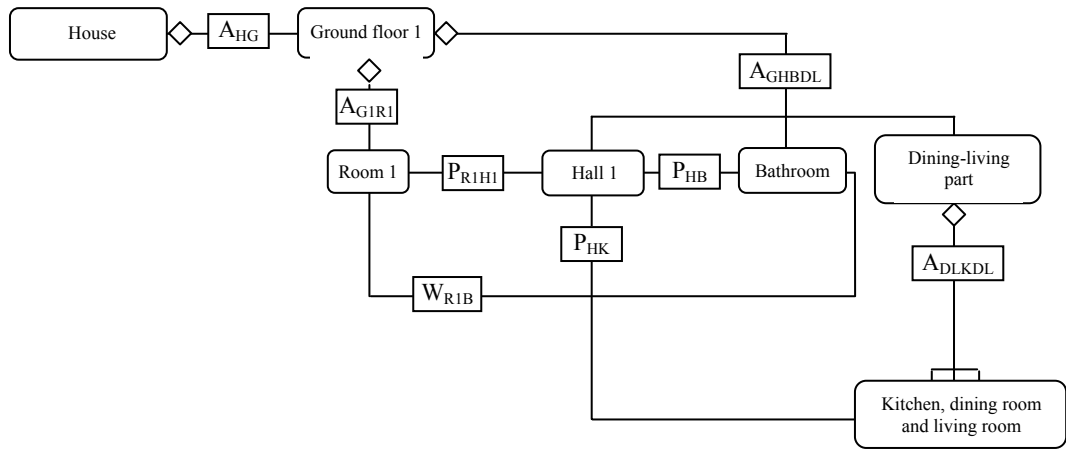 House
A_HG
Ground floor 1
A_GHBDL
A_G1R1
Room 1
P_R1H1
Hall 1
P_HB
Bathroom
Dining-living
part
P_HK
A_DLKDL
W_R1B
Kitchen, dining room
and living room